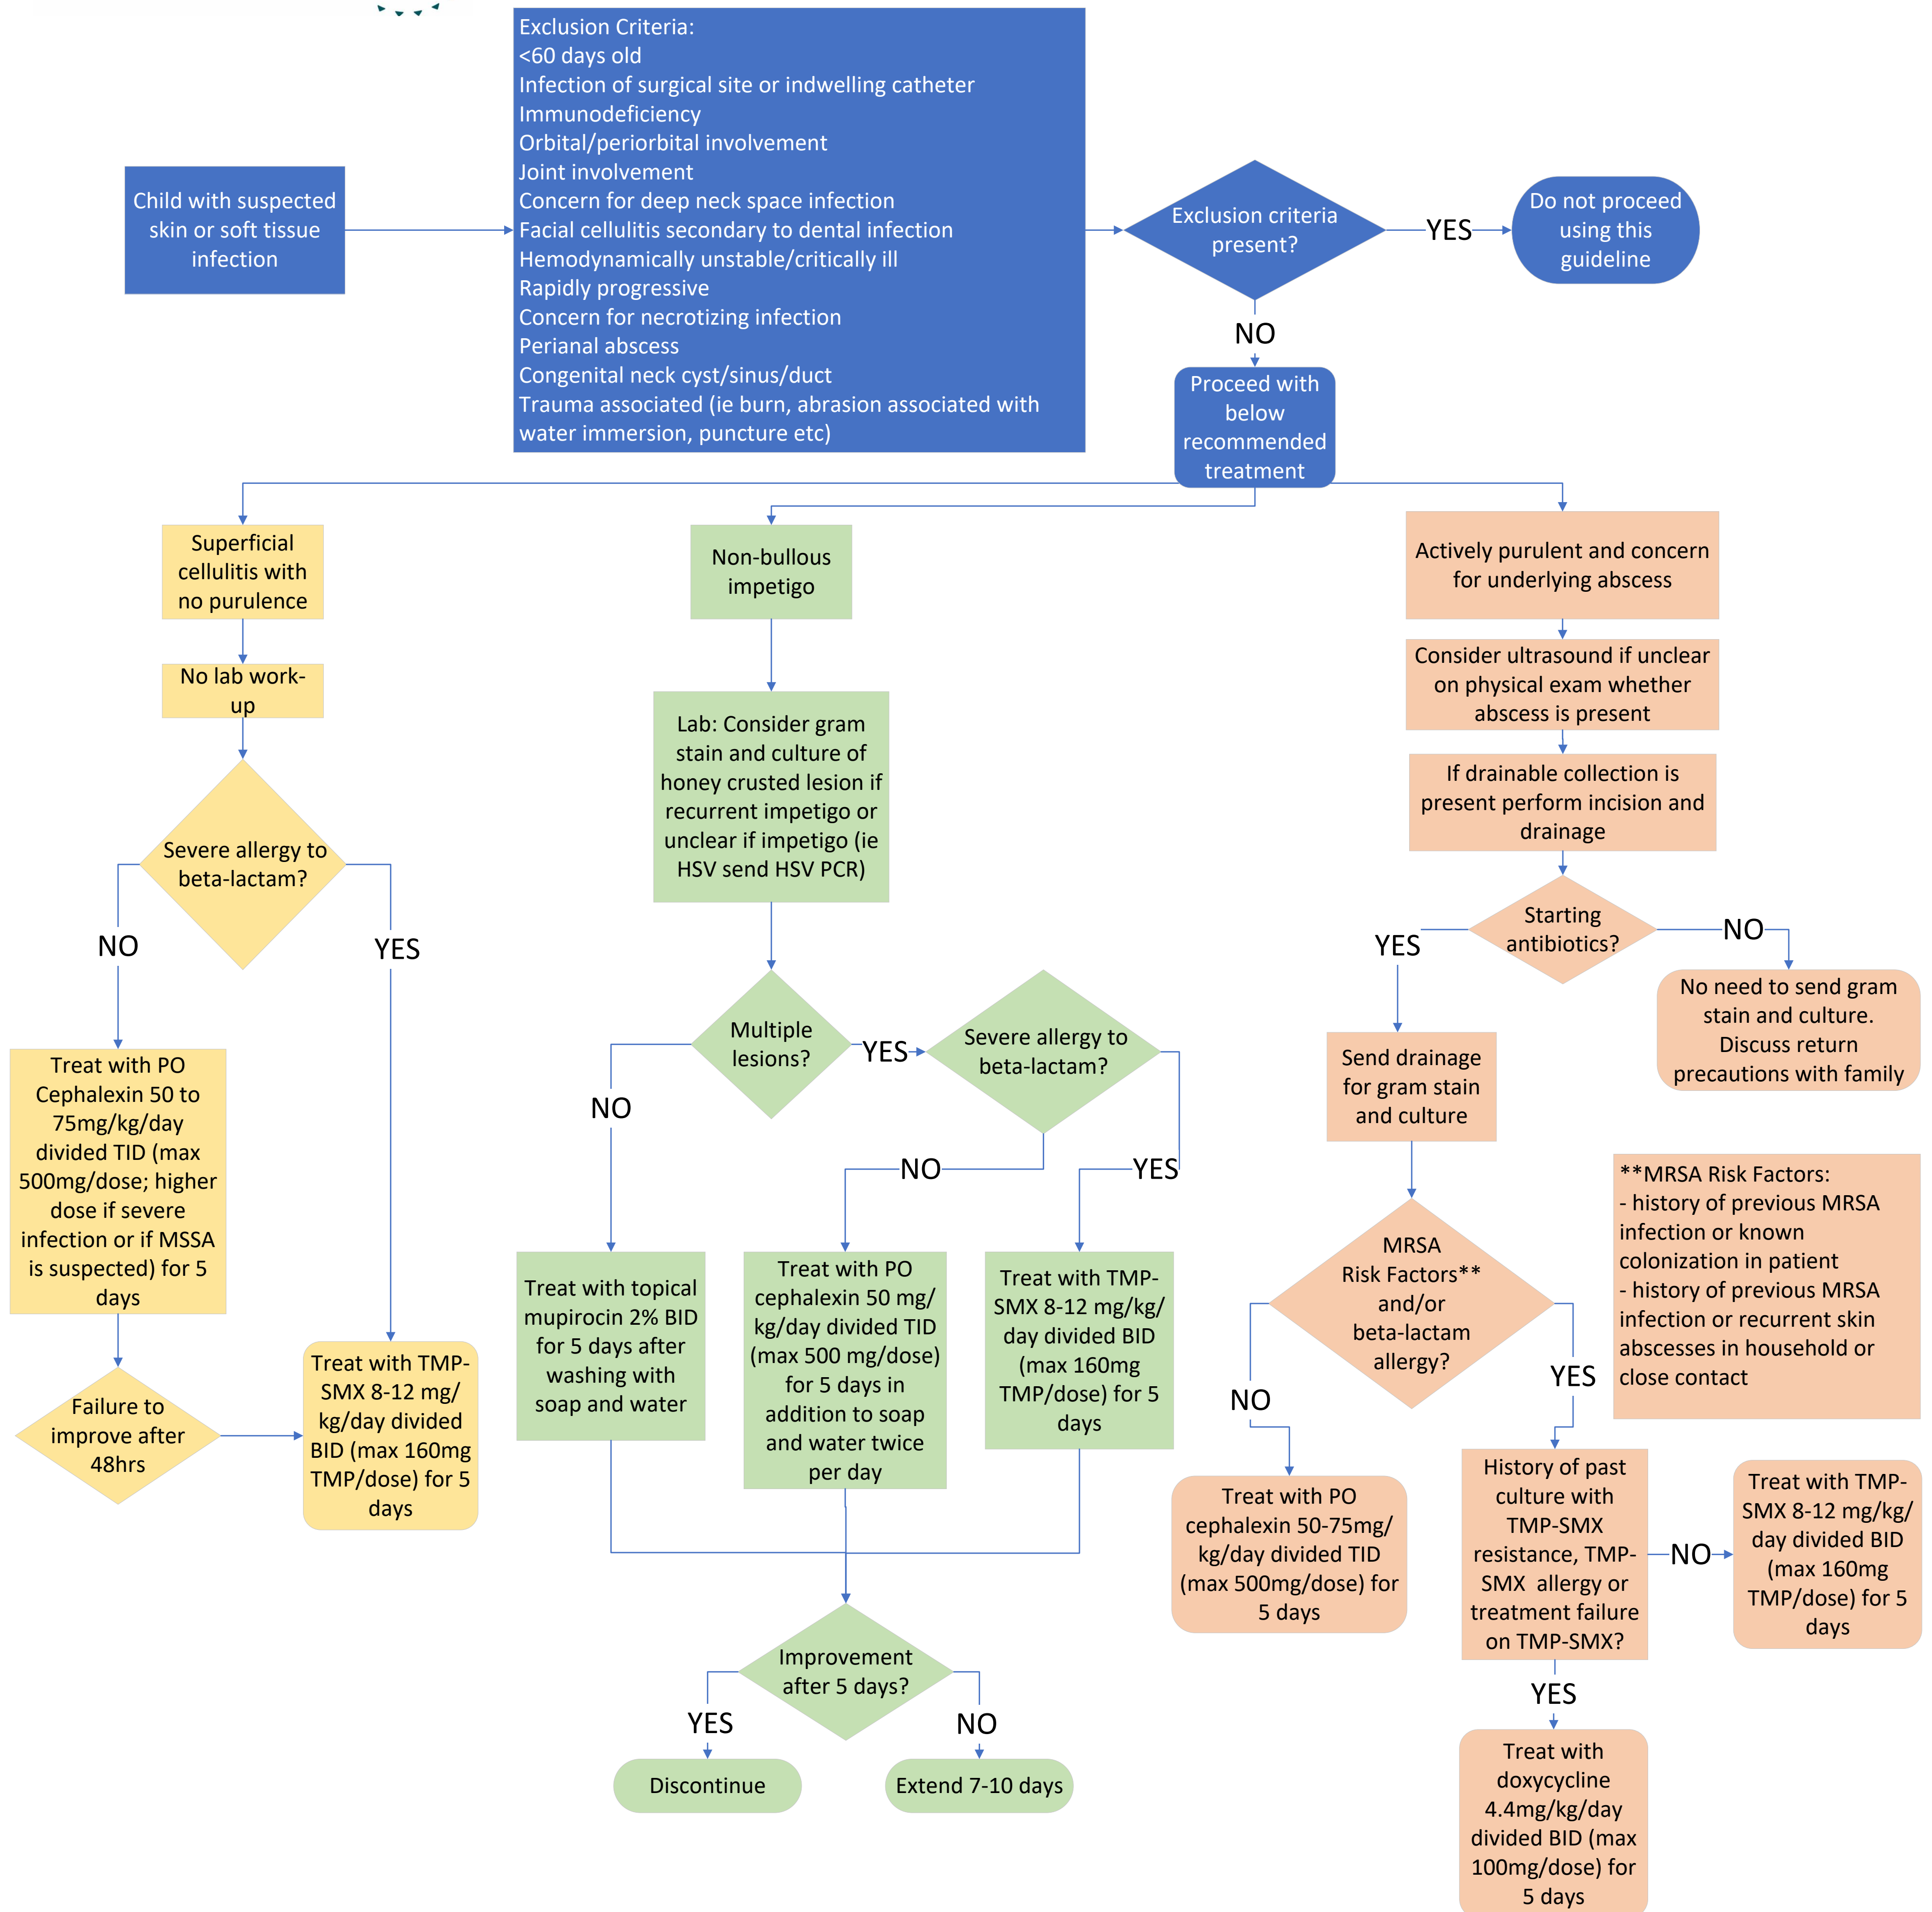 Exclusion Criteria:
<60 days old
Infection of surgical site or indwelling catheter
Immunodeficiency
Orbital/periorbital involvement
Joint involvement
Concern for deep neck space infection
Facial cellulitis secondary to dental infection
Hemodynamically unstable/critically ill
Rapidly progressive
Concern for necrotizing infection
Perianal abscess
Congenital neck cyst/sinus/duct
Trauma associated (ie burn, abrasion associated with
water immersion, puncture etc)
Child with suspected
skin or soft tissue
infection
Exclusion criteria
present?
YES
Do not proceed
using this
guideline
NO
Proceed with
below
recommended
treatment
Superficial
cellulitis with
no purulence
No lab work-
up
Severe allergy to
beta-lactam?
NO
YES
Treat with PO
Cephalexin 50 to
75mg/kg/day
divided TID (max
500mg/dose; higher
dose if severe
infection or if MSSA
is suspected) for 5
days
Failure to
improve after
48hrs
Treat with TMP-
SMX 8-12 mg/
kg/day divided
BID (max 160mg
TMP/dose) for 5
days
Non-bullous
impetigo
Lab: Consider gram
stain and culture of
honey crusted lesion if
recurrent impetigo or
unclear if impetigo (ie
HSV send HSV PCR)
Multiple
lesions?
YES
Severe allergy to
beta-lactam?
NO
NO
YES
Treat with topical
mupirocin 2% BID
for 5 days after
washing with
soap and water
Treat with PO
cephalexin 50 mg/
kg/day divided TID
(max 500 mg/dose)
for 5 days in
addition to soap
and water twice
per day
Treat with TMP-
SMX 8-12 mg/kg/
day divided BID
(max 160mg
TMP/dose) for 5
days
Improvement
after 5 days?
YES
NO
Discontinue
Extend 7-10 days
Actively purulent and concern
for underlying abscess
Consider ultrasound if unclear
on physical exam whether
abscess is present
If drainable collection is
present perform incision and
drainage
Starting
antibiotics?
YES
NO
No need to send gram
stain and culture.
Discuss return
precautions with family
Send drainage
for gram stain
and culture
MRSA
Risk Factors**
and/or
beta-lactam
allergy?
**MRSA Risk Factors:
- history of previous MRSA
infection or known
colonization in patient
- history of previous MRSA
infection or recurrent skin
abscesses in household or
close contact
NO
YES
Treat with PO
cephalexin 50-75mg/
kg/day divided TID
(max 500mg/dose) for
5 days
History of past
culture with
TMP-SMX
resistance, TMP-
SMX allergy or
treatment failure
on TMP-SMX?
NO
Treat with TMP-
SMX 8-12 mg/kg/
day divided BID
(max 160mg
TMP/dose) for 5
days
YES
Treat with
doxycycline
4.4mg/kg/day
divided BID (max
100mg/dose) for
5 days